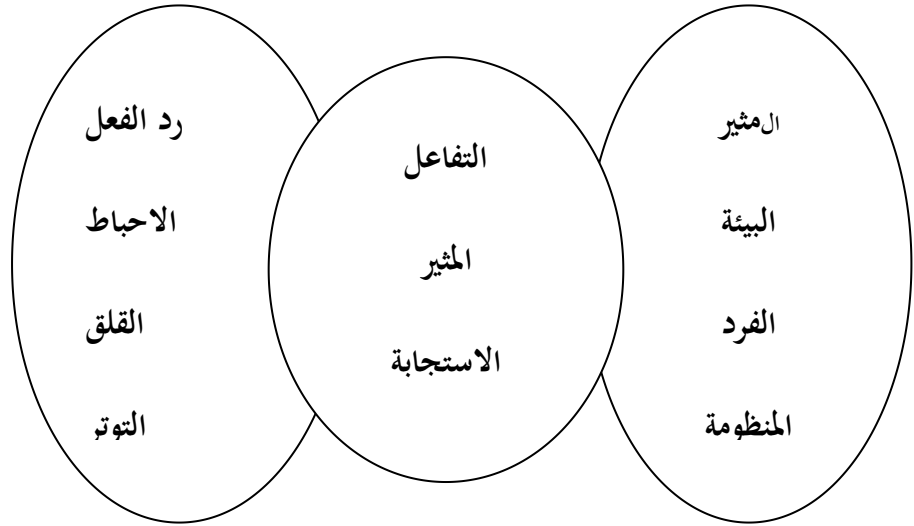 المثير
البيئة
الفرد
المنظومة
التفاعل
المثير
الاستجابة
رد الفعل
الاحباط
القلق
التوتر